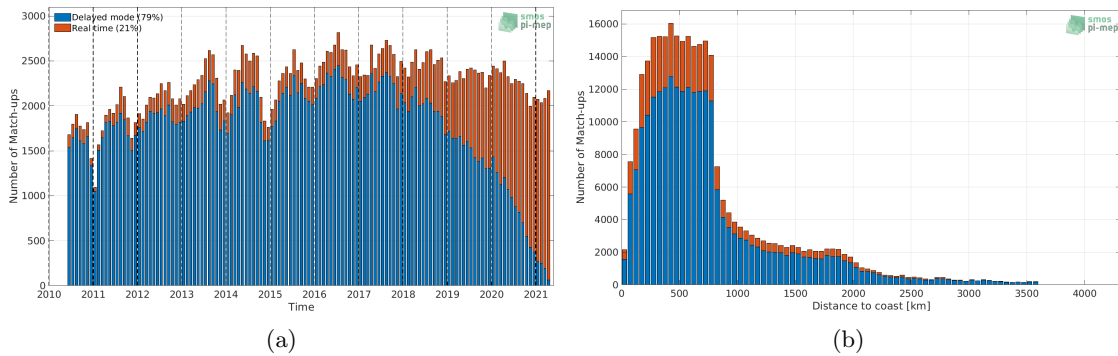 Delayed mode (79%)
Real time (21%)
smos
pi-mep
Number of Match-ups
3000
2500
2000
1500
1000
500
0
2010 2011 2012 2013 2014 2015 2016 2017 2018 2019 2020 2021
Time
(a)
smos
pi-mep
Number of Match-ups
16000
14000
12000
10000
8000
6000
4000
2000
0
0 500 1000 1500 2000 2500 3000 3500 4000
Distance to coast [km]
(b)